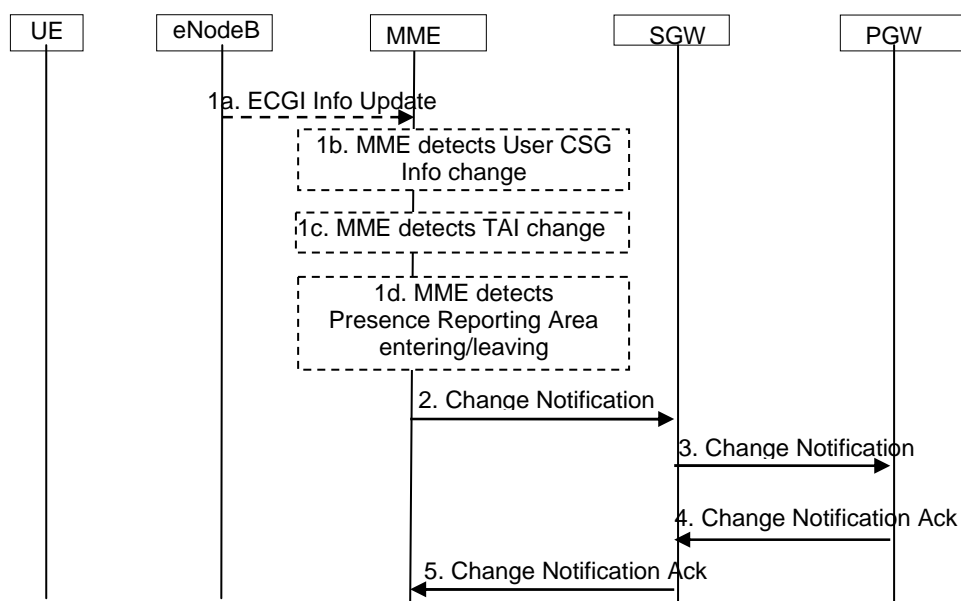 UE
eNodeB
MME
SGW
PGW
1a. ECGI Info Update
1b. MME detects User CSG
Info change
1c. MME detects TAI change
1d. MME detects
Presence Reporting Area
entering/leaving
2. Change Notification
3. Change Notification
4. Change Notification Ack
5. Change Notification Ack